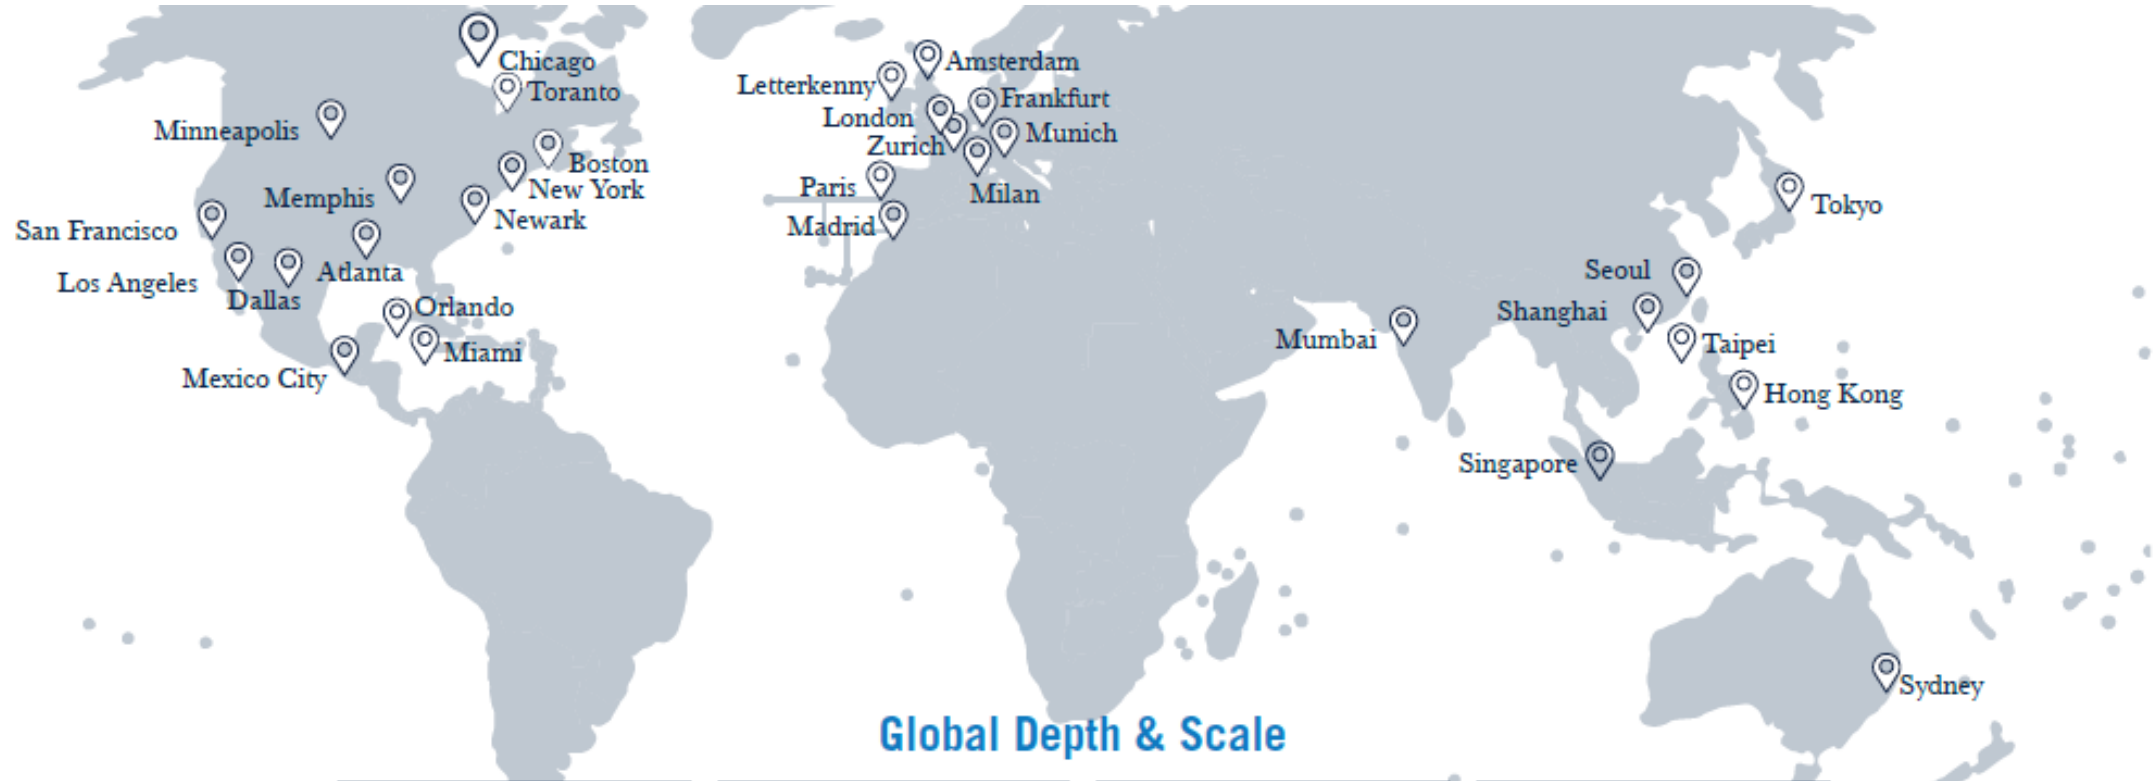 Chicago
Toranto
Minneapolis
Boston
New York
Memphis
Newark
San Francisco
Atlanta
Los Angeles
Dallas
Orlando
Miami
Mexico City
Amsterdam
Letterkenny
Frankfurt
London
Munich
Zurich
Paris
Milan
Madrid
Tokyo
Seoul
Shanghai
Mumbai
Taipei
Hong Kong
Singapore
Sydney
Global Depth & Scale